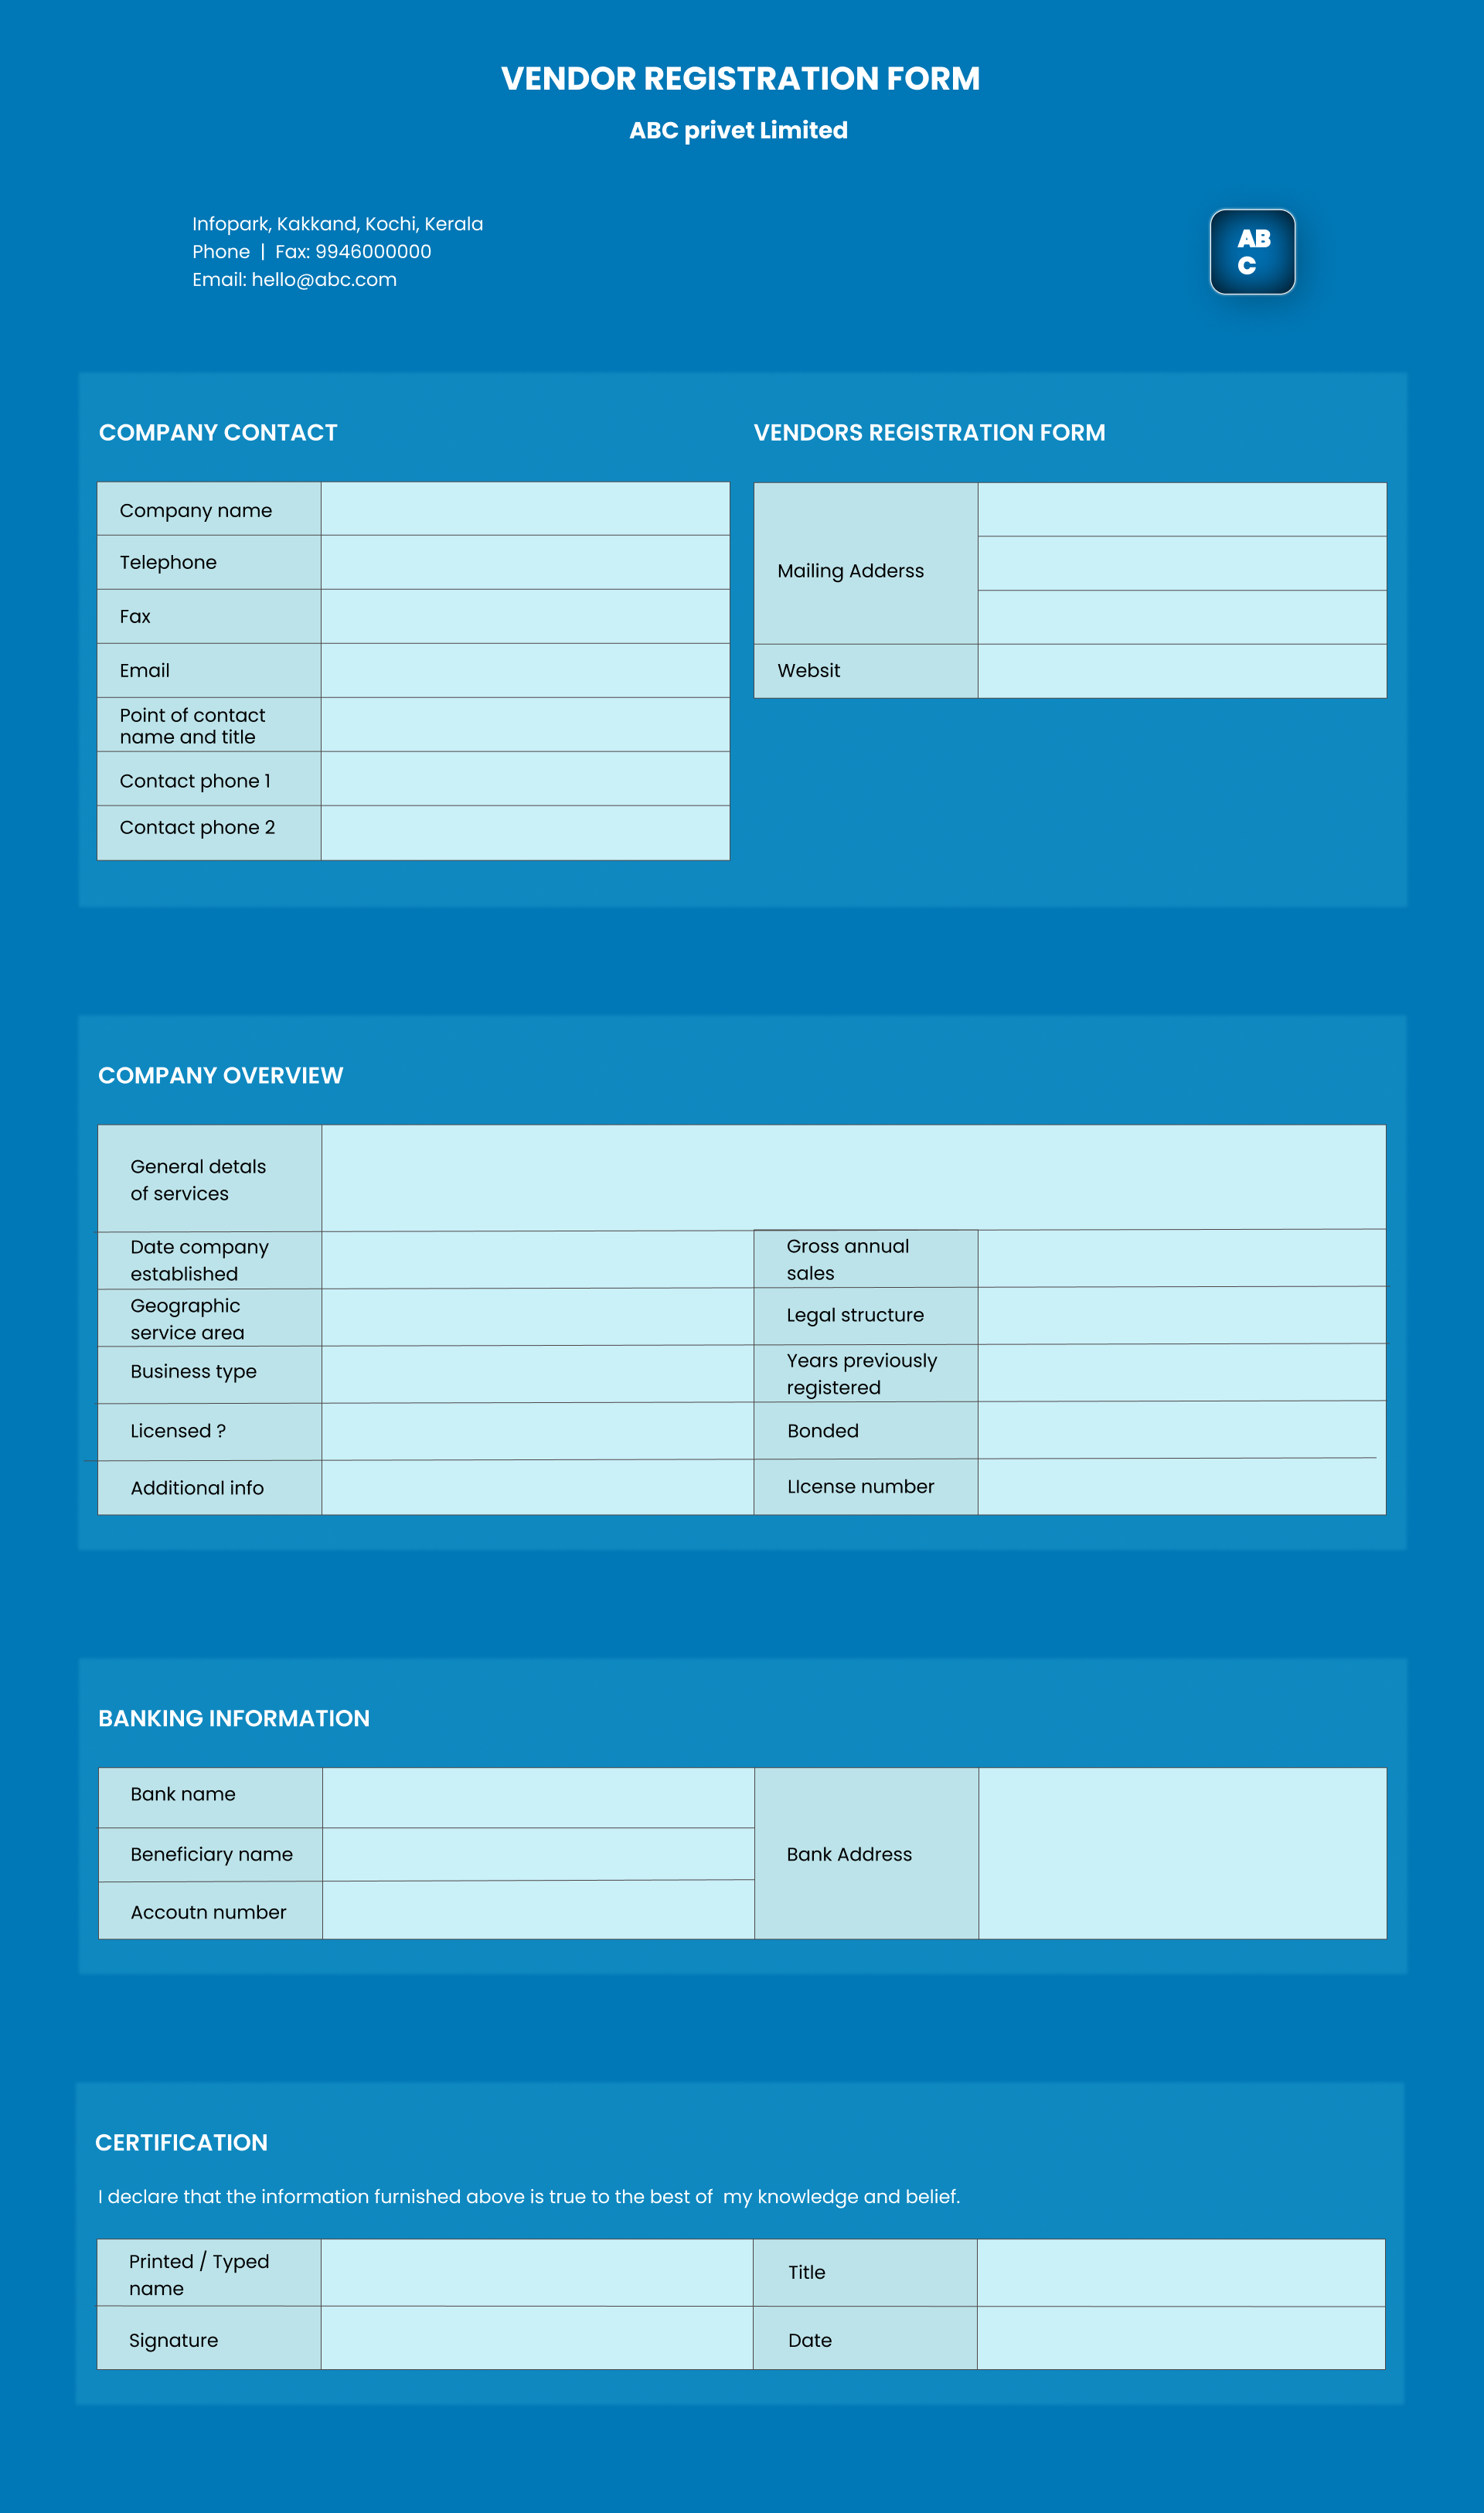 VENDOR REGISTRATION FORM
ABC privet Limited
Infopark, Kakkand, Kochi, Kerala
Phone | Fax: 9946000000
Email: hello@abc.com
AB
C
COMPANY CONTACT
Company name
Telephone
Fax
Email
Point of contact
name and title
Contact phone 1
Contact phone 2
VENDORS REGISTRATION FORM
Mailing Adderss
Websit
COMPANY OVERVIEW
General detals
of services
Date company
established
Gross annual
sales
Geographic
service area
Legal structure
Business type
Years previously
registered
Licensed ?
Bonded
Additional info
LIcense number
BANKING INFORMATION
Bank name
Beneficiary name
Accoutn number
Bank Address
CERTIFICATION
I declare that the information furnished above is true to the best of  my knowledge and belief.
Printed / Typed
name
Title
Signature
Date